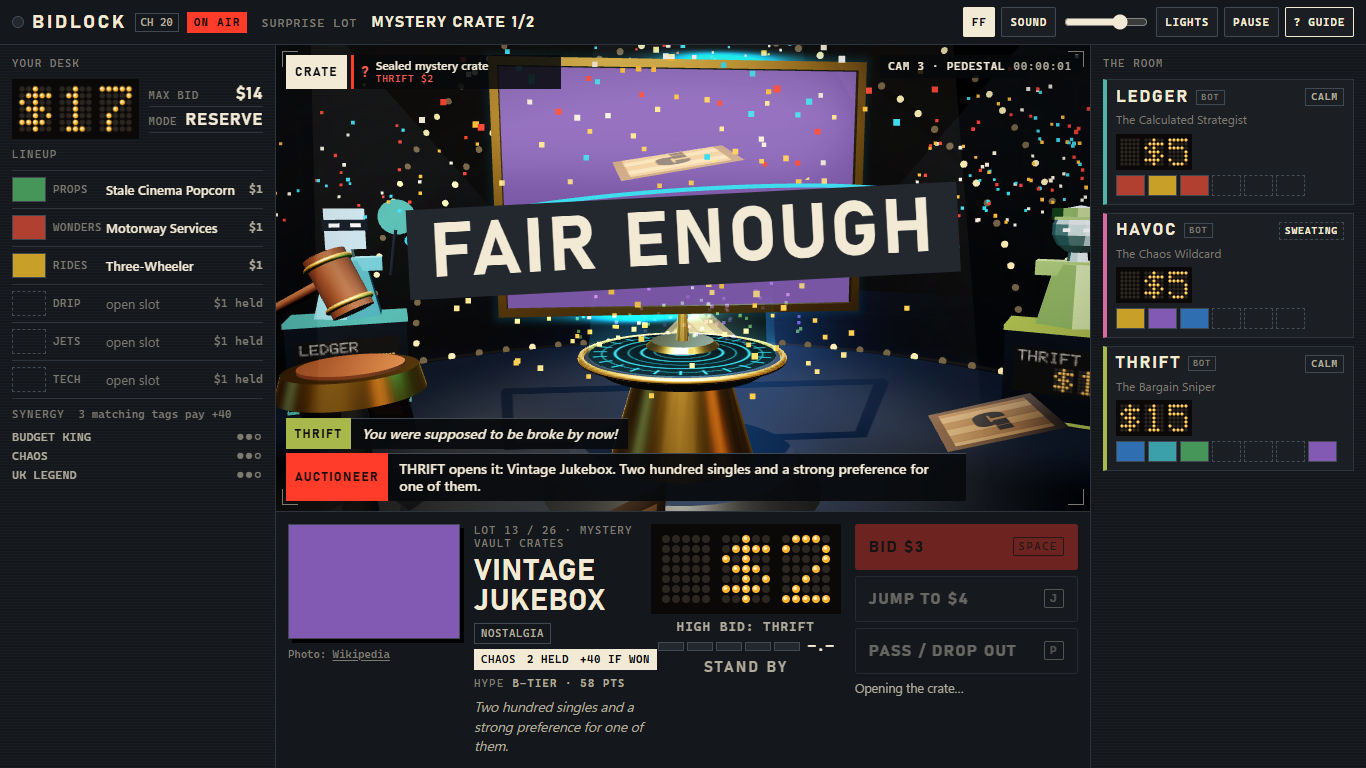 BIDLOCK CH 20 ON AIR SURPRISE LOT MYSTERY CRATE 1/2 FF SOUND LIGHTS PAUSE ? GUIDE
YOUR DESK
$17
MAX BID $14
MODE RESERVE
LINEUP
PROPS Stale Cinema Popcorn $1
WONDERS Motorway Services $1
RIDES Three-Wheeler $1
DRIP open slot $1 held
JETS open slot $1 held
TECH open slot $1 held
SYNERGY 3 matching tags pay +40
BUDGET KING
CHAOS
UK LEGEND
CRATE ? Sealed mystery crate
THRIFT $2
CAM 3 · PEDESTAL 00:00:01
FAIR ENOUGH
LEDGER
THRIFT
THRIFT You were supposed to be broke by now!
AUCTIONEER THRIFT opens it: Vintage Jukebox. Two hundred singles and a strong preference for
one of them.
Photo: Wikipedia
LOT 13 / 26 · MYSTERY
VAULT CRATES
VINTAGE
JUKEBOX
NOSTALGIA
CHAOS 2 HELD +40 IF WON
HYPE B-TIER · 58 PTS
Two hundred singles and a
strong preference for one of
them.
$2
HIGH BID: THRIFT
-.-
STAND BY
BID $3 SPACE
JUMP TO $4 J
PASS / DROP OUT P
Opening the crate…
THE ROOM
LEDGER BOT CALM
The Calculated Strategist
$5
HAVOC BOT SWEATING
The Chaos Wildcard
$5
THRIFT BOT CALM
The Bargain Sniper
$15